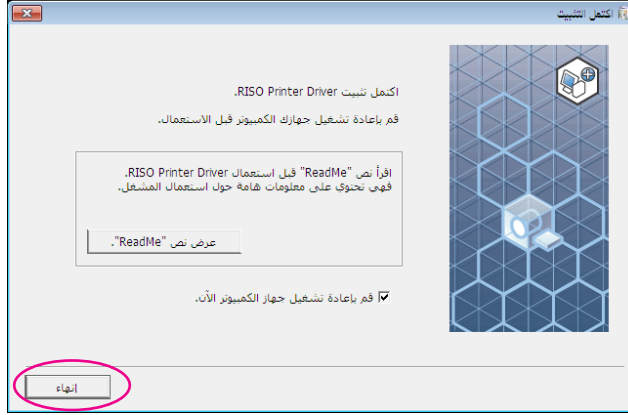 اكتمل التثبيت
اكتمل تثبيت RISO Printer Driver.
قم بإعادة تشغيل جهازك الكمبيوتر قبل الاستعمال.
اقرأ نص "ReadMe" قبل استعمال RISO Printer Driver.
فهي تحتوي على معلومات هامة حول استعمال المشغل.
عرض نص "ReadMe".
قم بإعادة تشغيل جهاز الكمبيوتر الآن.
إنهاء